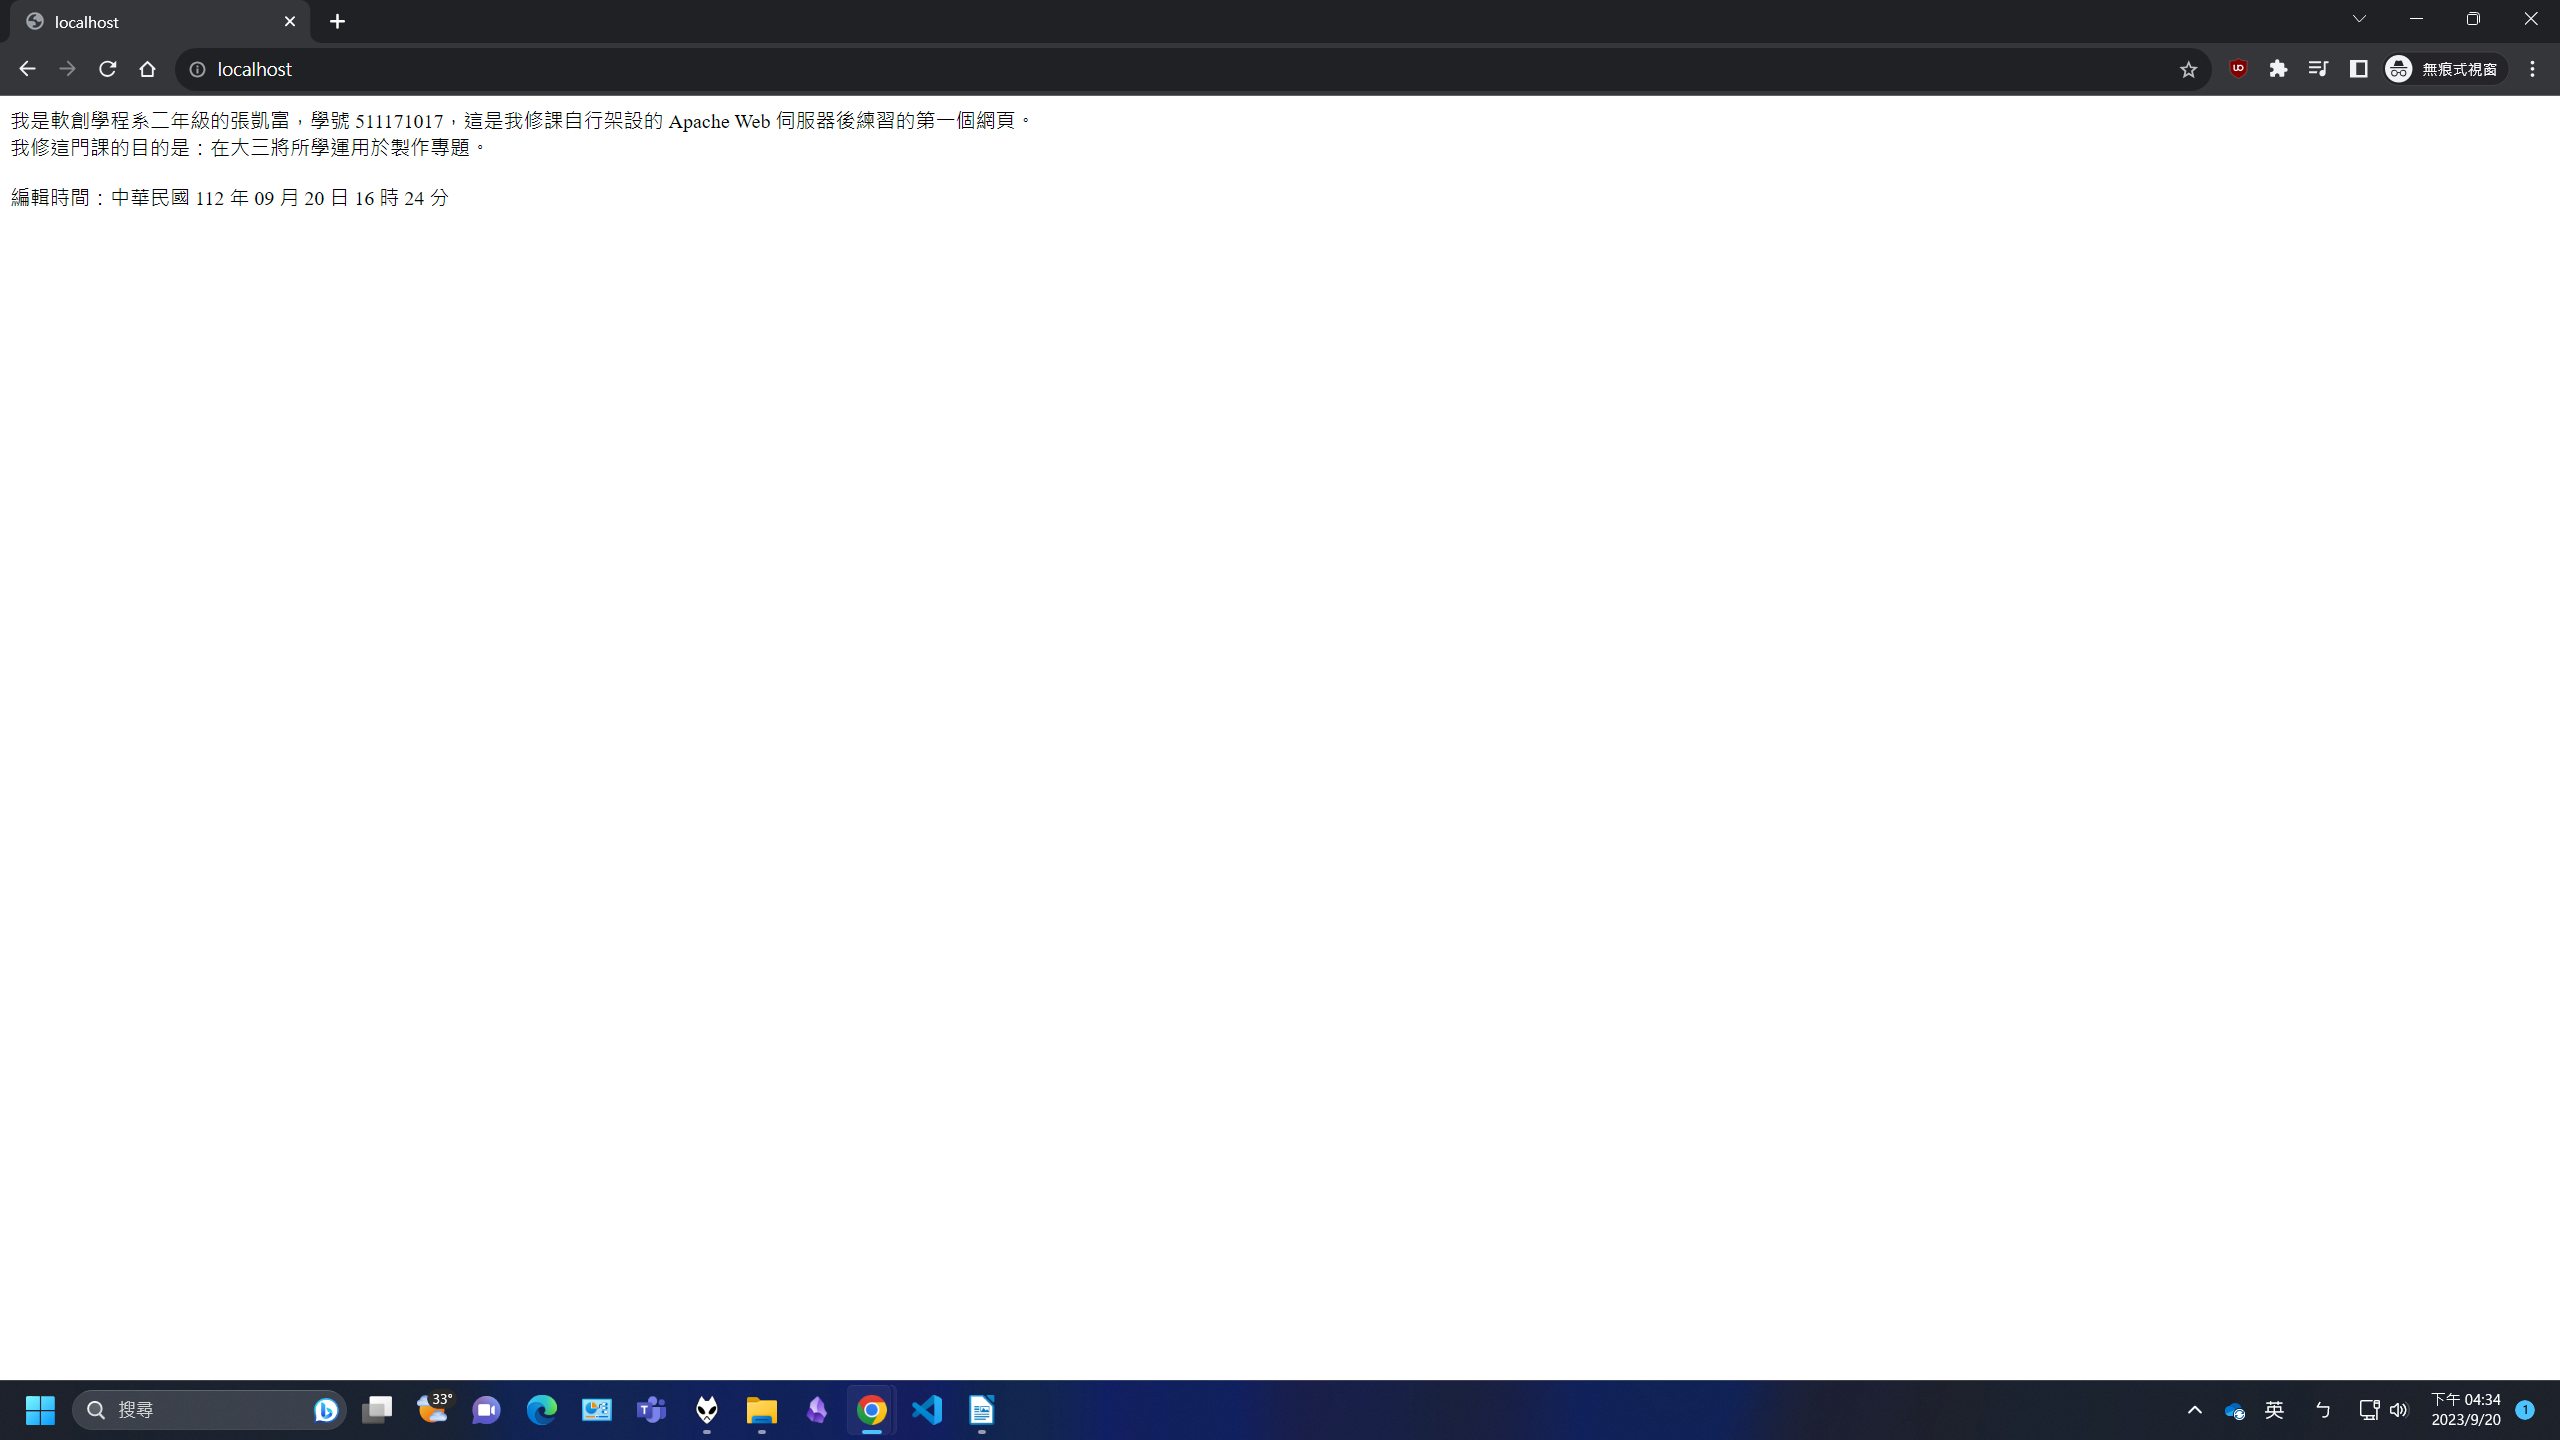 localhost
localhost
無痕式視窗
我是軟創學程系二年級的張凱富，學號 511171017，這是我修課自行架設的 Apache Web 伺服器後練習的第一個網頁。
我修這門課的目的是：在大三將所學運用於製作專題。
編輯時間：中華民國 112 年 09 月 20 日 16 時 24 分
搜尋
33°
英
ㄅ
下午 04:34
2023/9/20
1